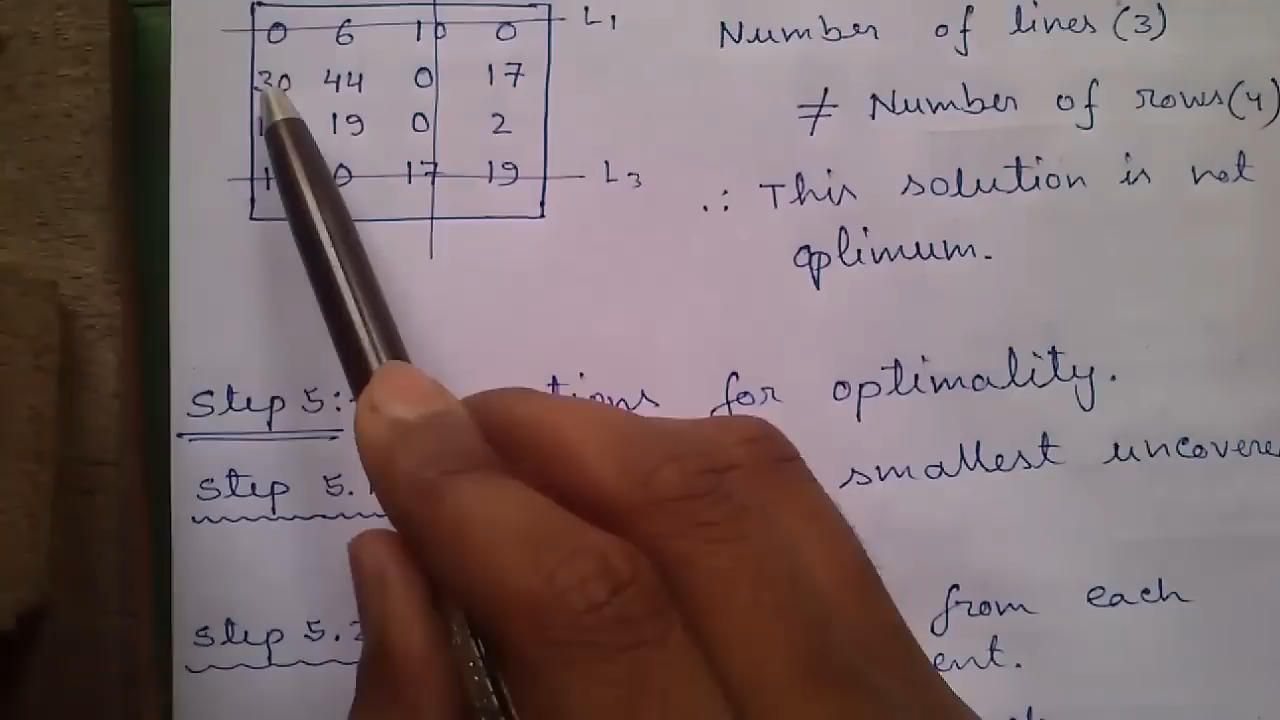 0 6 10 0 L1
30 44 0 17
19 0 2
0 17 19 L3
Number of lines (3)
≠ Number of rows (4)
∴ This solution is not
optimum.
Step 5:- for optimality.
step 5. smallest
step 5. from each